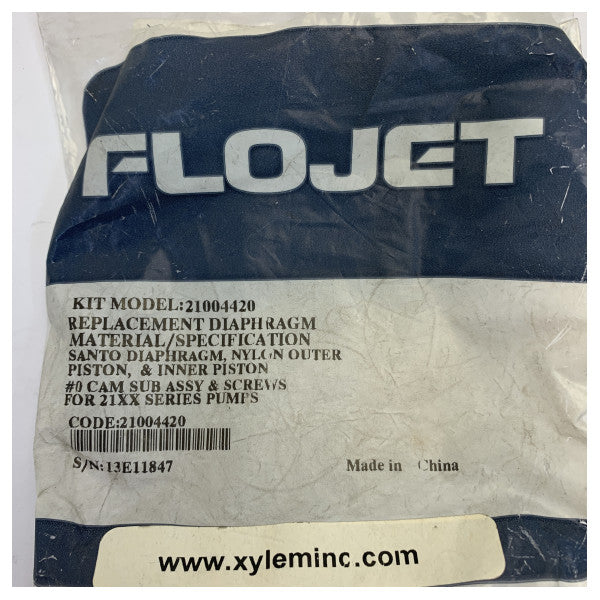 FLOJET
KIT MODEL:21004420
REPLACEMENT DIAPHRAGM
MATERIAL/SPECIFICATION
SANTO DIAPHRAGM, NYLON OUTER
PISTON, & INNER PISTON
#0 CAM SUB ASSY & SCREWS
FOR 21XX SERIES PUMPS
CODE:21004420
S/N:13E11847
Made in China
www.xyleminc.com